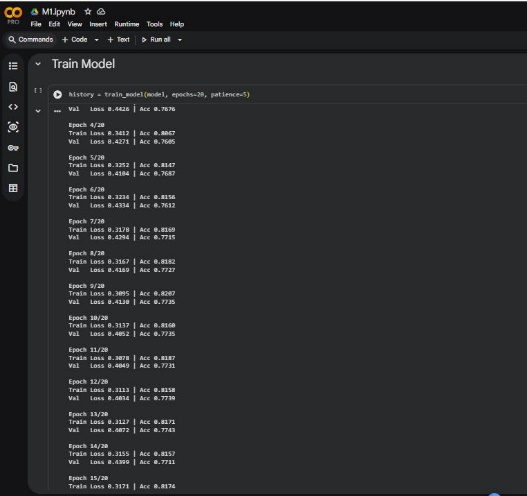 CO
PRO
M1.ipynb
File Edit View Insert Runtime Tools Help
Commands + Code + Text Run all
Train Model
[ ]
history = train_model(model, epochs=20, patience=5)
... Val Loss 0.4426 | Acc 0.7676
Epoch 4/20
Train Loss 0.3412 | Acc 0.8067
Val Loss 0.4271 | Acc 0.7605
Epoch 5/20
Train Loss 0.3252 | Acc 0.8147
Val Loss 0.4104 | Acc 0.7687
Epoch 6/20
Train Loss 0.3234 | Acc 0.8156
Val Loss 0.4334 | Acc 0.7612
Epoch 7/20
Train Loss 0.3178 | Acc 0.8169
Val Loss 0.4294 | Acc 0.7715
Epoch 8/20
Train Loss 0.3167 | Acc 0.8182
Val Loss 0.4169 | Acc 0.7727
Epoch 9/20
Train Loss 0.3095 | Acc 0.8207
Val Loss 0.4130 | Acc 0.7735
Epoch 10/20
Train Loss 0.3137 | Acc 0.8160
Val Loss 0.4052 | Acc 0.7735
Epoch 11/20
Train Loss 0.3078 | Acc 0.8187
Val Loss 0.4049 | Acc 0.7731
Epoch 12/20
Train Loss 0.3113 | Acc 0.8158
Val Loss 0.4034 | Acc 0.7739
Epoch 13/20
Train Loss 0.3127 | Acc 0.8171
Val Loss 0.4072 | Acc 0.7743
Epoch 14/20
Train Loss 0.3155 | Acc 0.8157
Val Loss 0.4399 | Acc 0.7711
Epoch 15/20
Train Loss 0.3171 | Acc 0.8174